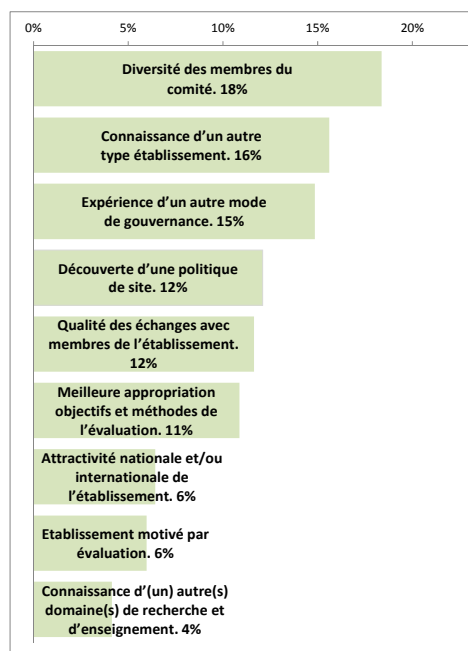 0% 5% 10% 15% 20%
Diversité des membres du
comité. 18%
Connaissance d'un autre
type établissement. 16%
Expérience d'un autre mode
de gouvernance. 15%
Découverte d'une politique
de site. 12%
Qualité des échanges avec
membres de l'établissement.
12%
Meilleure appropriation
objectifs et méthodes de
l'évaluation. 11%
Attractivité nationale et/ou
internationale de
l'établissement. 6%
Etablissement motivé par
évaluation. 6%
Connaissance d'(un) autre(s)
domaine(s) de recherche et
d'enseignement. 4%